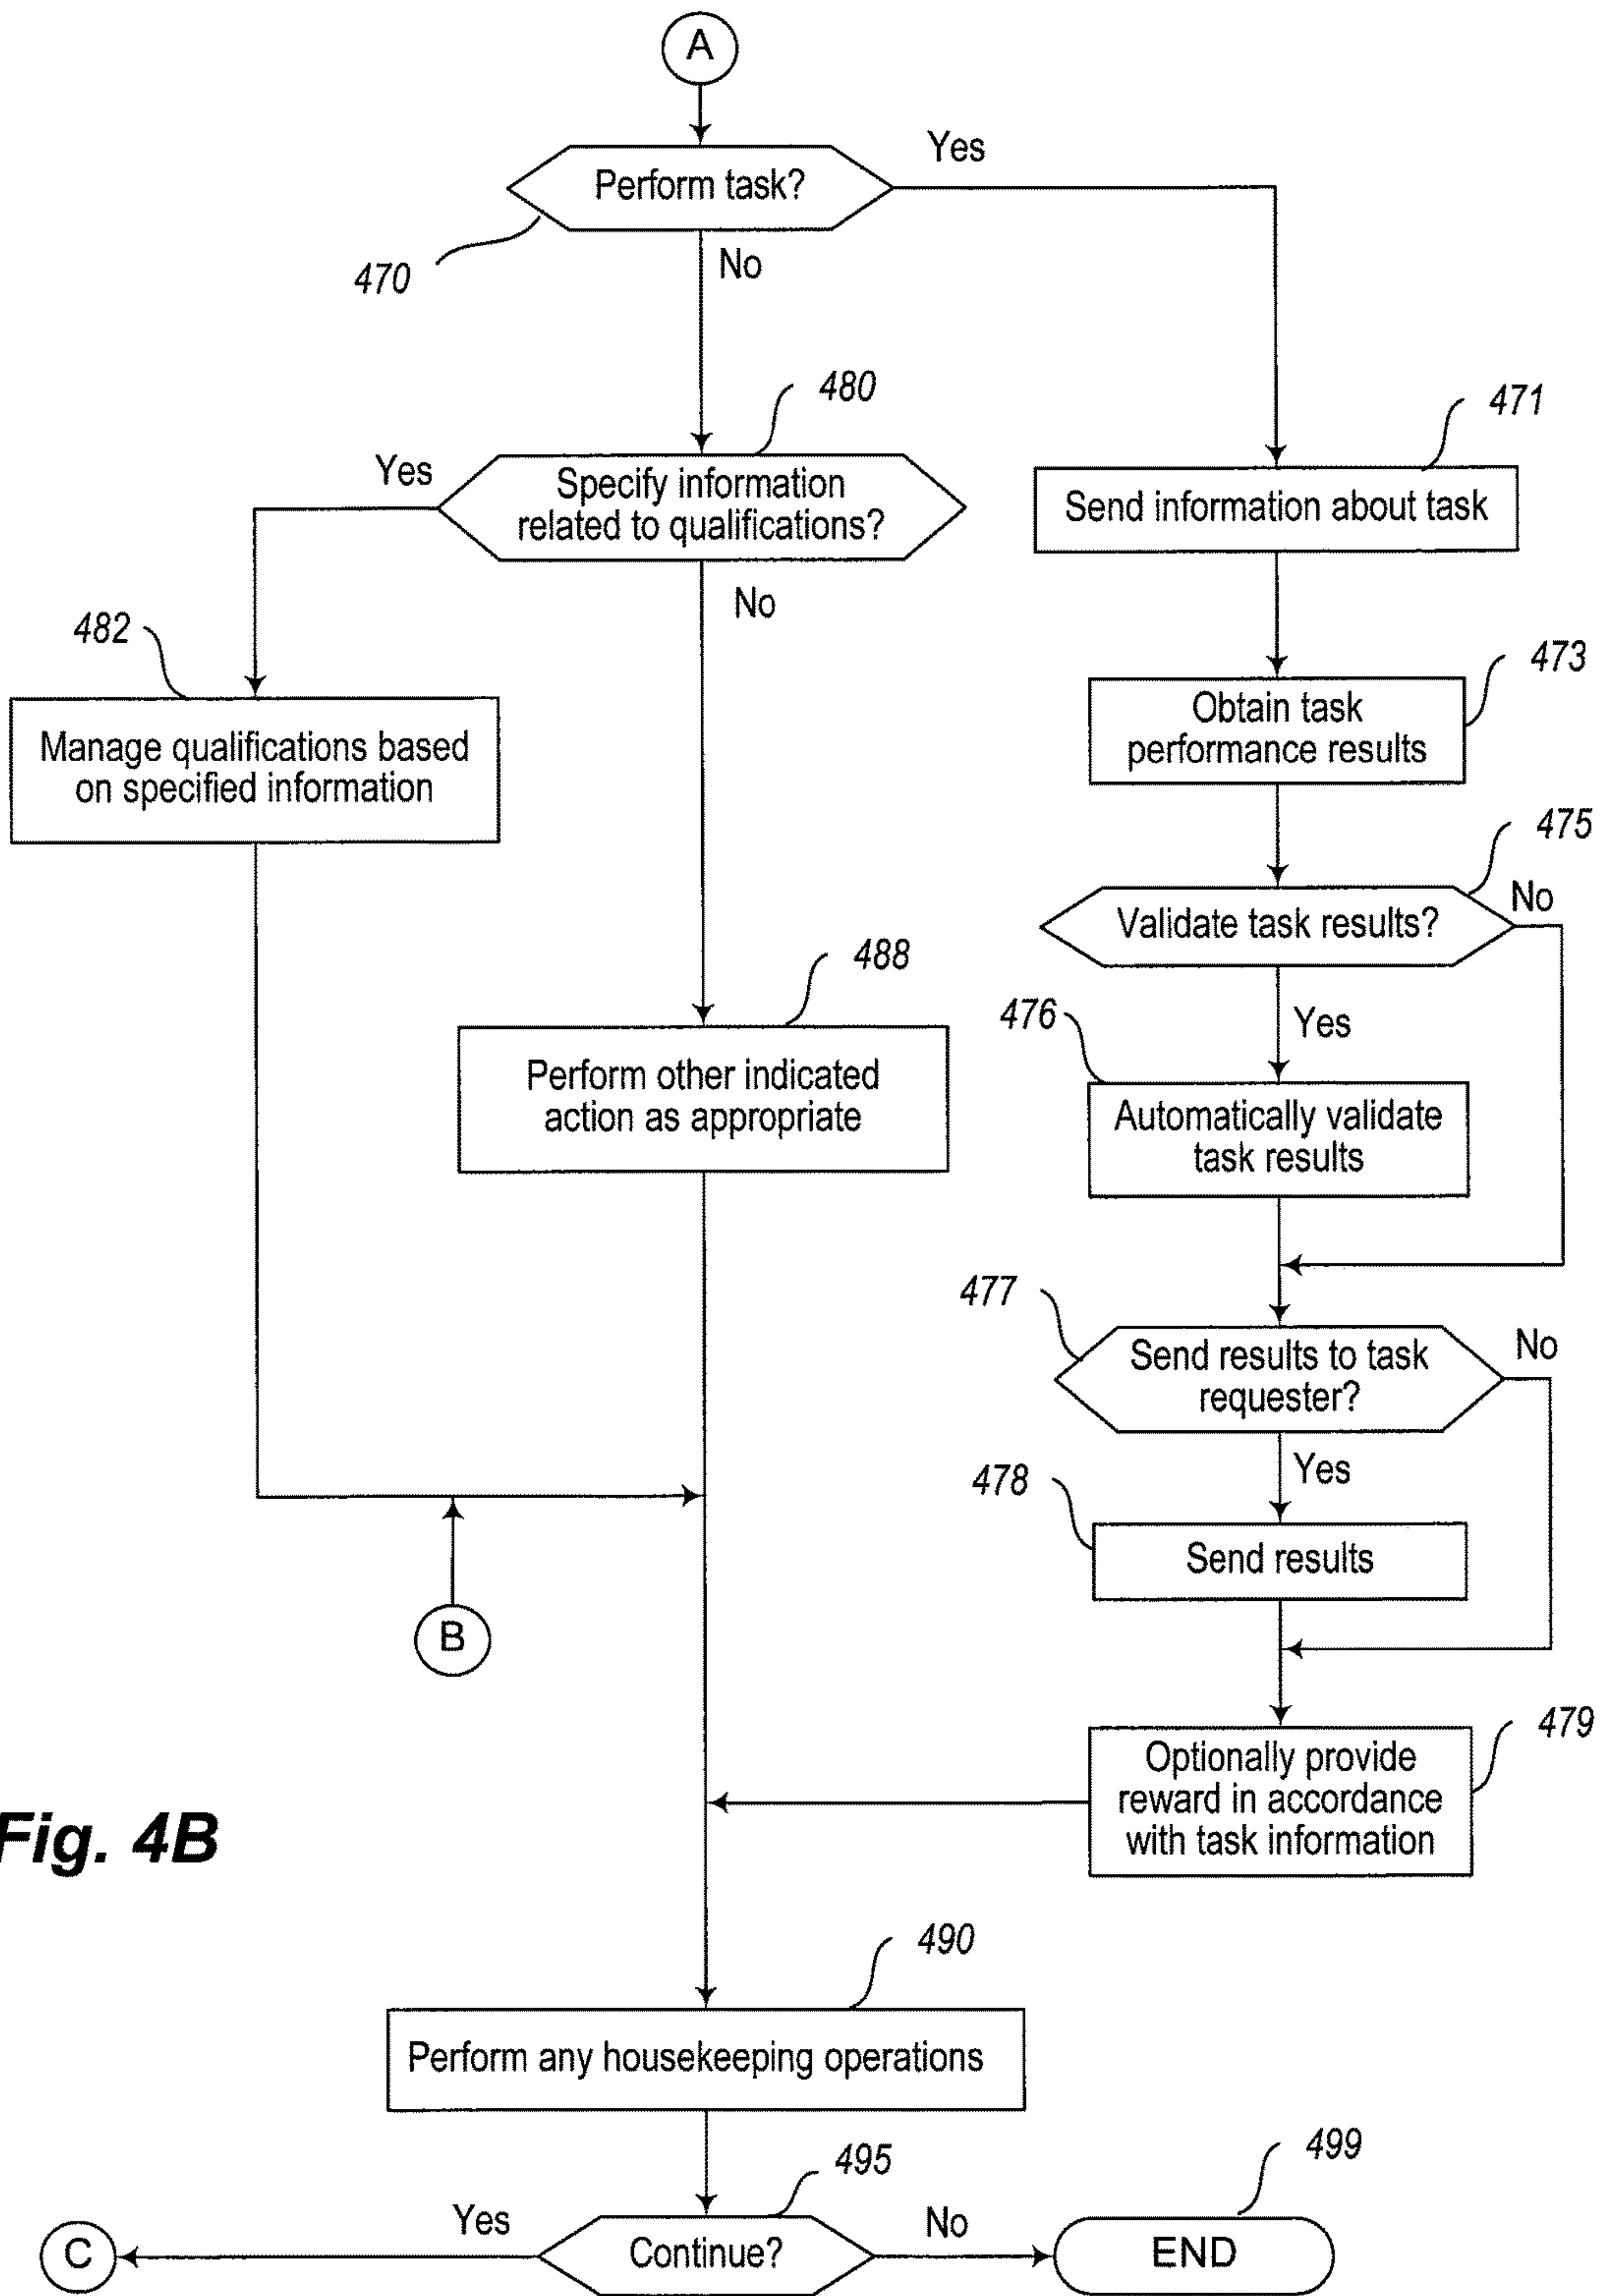 A
Perform task?
Yes
470
No
480
471
Yes
Specify information
related to qualifications?
Send information about task
No
482
473
Manage qualifications based
on specified information
Obtain task
performance results
475
Validate task results?
No
488
476
Yes
Perform other indicated
action as appropriate
Automatically validate
task results
477
Send results to task
requester?
No
478
Yes
Send results
B
479
Optionally provide
reward in accordance
with task information
Fig. 4B
490
Perform any housekeeping operations
495
499
Yes
No
C
Continue?
END